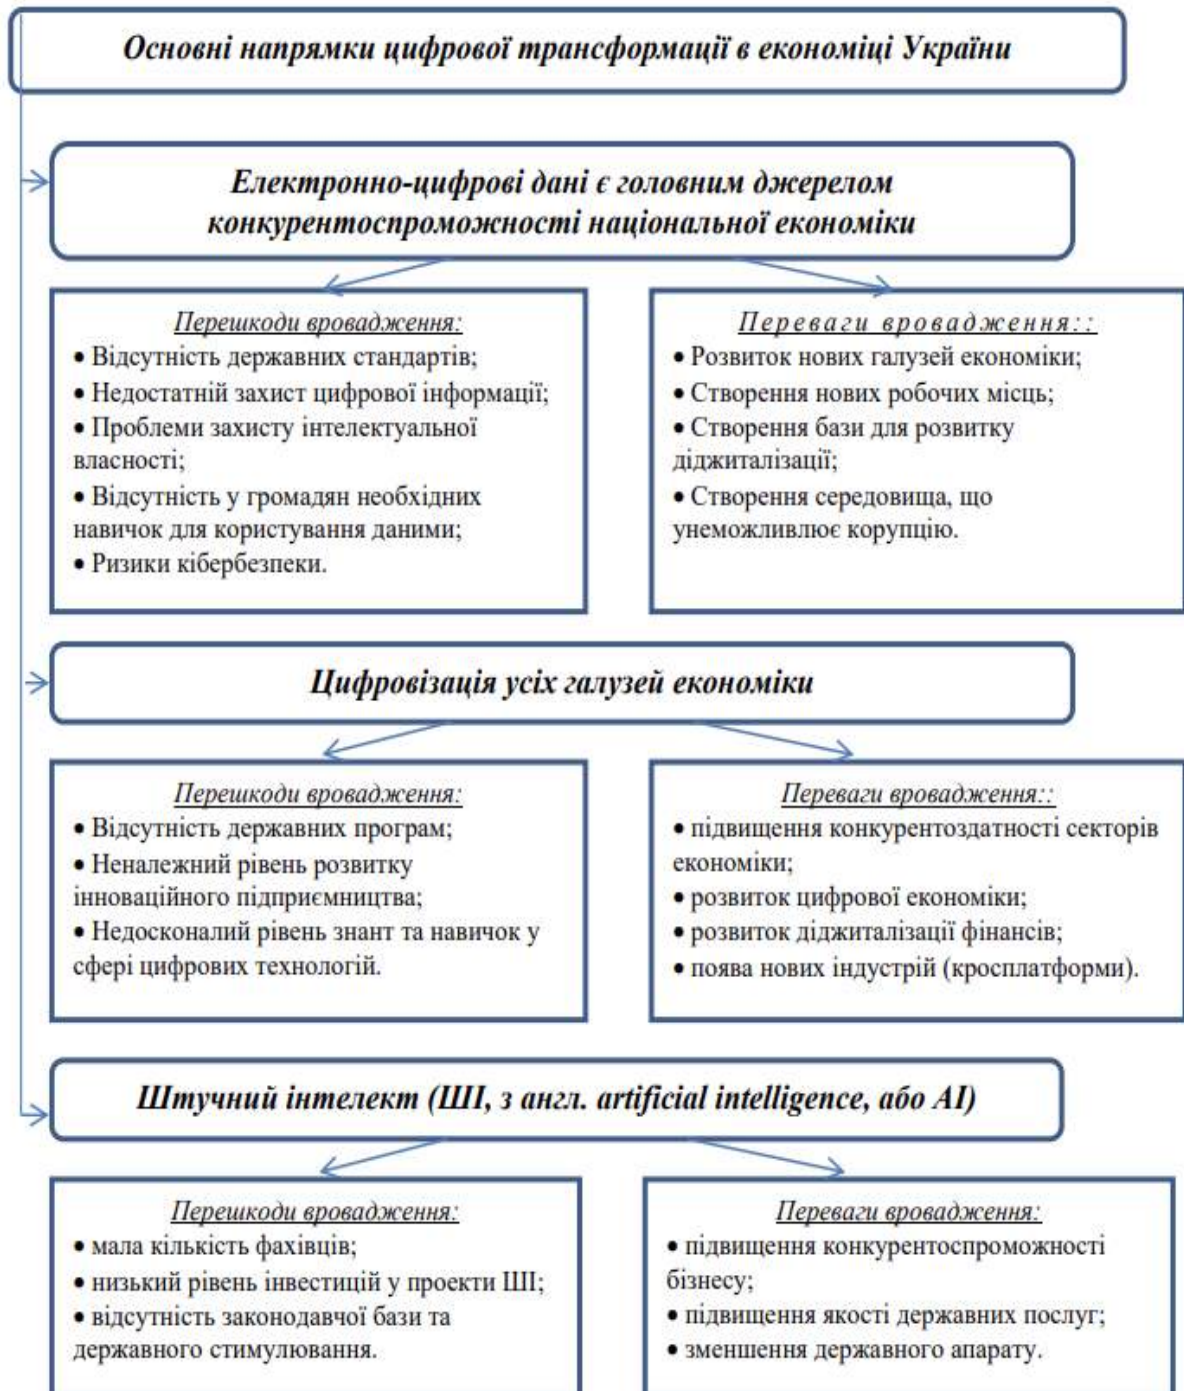 Основні напрямки цифрової трансформації в економіці України
Електронно-цифрові дані є головним джерелом
конкурентоспроможності національної економіки
Перешкоди вровадження:
• Відсутність державних стандартів;
• Недостатній захист цифрової інформації;
• Проблеми захисту інтелектуальної
власності;
• Відсутність у громадян необхідних
навичок для користування даними;
• Ризики кібербезпеки.
Переваги вровадження::
• Розвиток нових галузей економіки;
• Створення нових робочих місць;
• Створення бази для розвитку
діджиталізації;
• Створення середовища, що
унеможливлює корупцію.
Цифровізація усіх галузей економіки
Перешкоди вровадження:
• Відсутність державних програм;
• Неналежний рівень розвитку
інноваційного підприємництва;
• Недосконалий рівень знант та навичок у
сфері цифрових технологій.
Переваги вровадження::
• підвищення конкурентоздатності секторів
економіки;
• розвиток цифрової економіки;
• розвиток діджиталізації фінансів;
• поява нових індустрій (кросплатформи).
Штучний інтелект (ШІ, з англ. artificial intelligence, або AI)
Перешкоди вровадження:
• мала кількість фахівців;
• низький рівень інвестицій у проекти ШІ;
• відсутність законодавчої бази та
державного стимулювання.
Переваги вровадження:
• підвищення конкурентоспроможності
бізнесу;
• підвищення якості державних послуг;
• зменшення державного апарату.